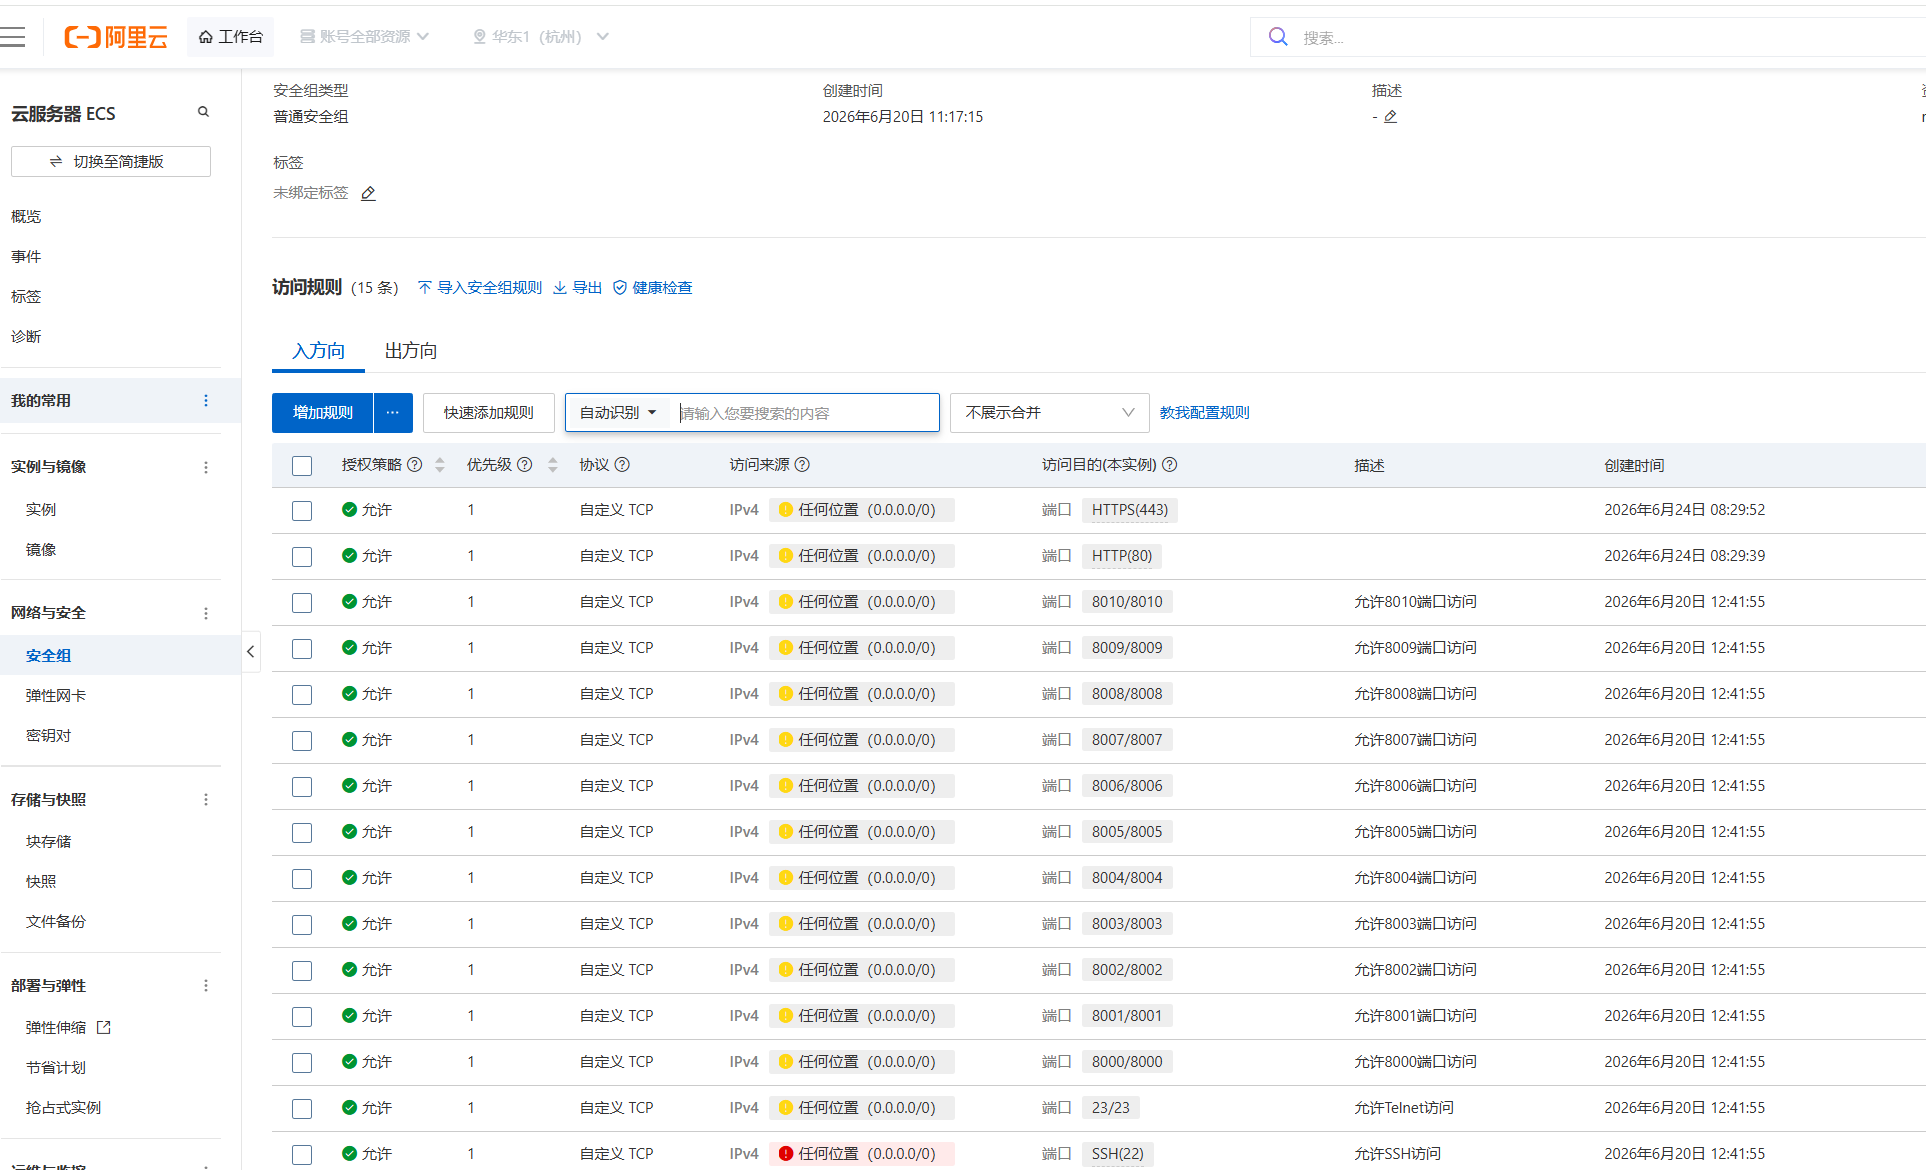 阿里云 工作台 账号全部资源 华东1（杭州） 搜索...
云服务器 ECS
切换至简捷版
概览
事件
标签
诊断
我的常用
实例与镜像
实例
镜像
网络与安全
安全组
弹性网卡
密钥对
存储与快照
块存储
快照
文件备份
部署与弹性
弹性伸缩
节省计划
抢占式实例
安全组类型 创建时间 描述
普通安全组 2026年6月20日 11:17:15 -
标签
未绑定标签
访问规则 (15 条) 导入安全组规则 导出 健康检查
入方向 出方向
增加规则 ... 快速添加规则 自动识别 请输入您要搜索的内容 不展示合并 教我配置规则
授权策略 优先级 协议 访问来源 访问目的(本实例) 描述 创建时间
允许 1 自定义 TCP IPv4 任何位置 (0.0.0.0/0) 端口 HTTPS(443) 2026年6月24日 08:29:52
允许 1 自定义 TCP IPv4 任何位置 (0.0.0.0/0) 端口 HTTP(80) 2026年6月24日 08:29:39
允许 1 自定义 TCP IPv4 任何位置 (0.0.0.0/0) 端口 8010/8010 允许8010端口访问 2026年6月20日 12:41:55
允许 1 自定义 TCP IPv4 任何位置 (0.0.0.0/0) 端口 8009/8009 允许8009端口访问 2026年6月20日 12:41:55
允许 1 自定义 TCP IPv4 任何位置 (0.0.0.0/0) 端口 8008/8008 允许8008端口访问 2026年6月20日 12:41:55
允许 1 自定义 TCP IPv4 任何位置 (0.0.0.0/0) 端口 8007/8007 允许8007端口访问 2026年6月20日 12:41:55
允许 1 自定义 TCP IPv4 任何位置 (0.0.0.0/0) 端口 8006/8006 允许8006端口访问 2026年6月20日 12:41:55
允许 1 自定义 TCP IPv4 任何位置 (0.0.0.0/0) 端口 8005/8005 允许8005端口访问 2026年6月20日 12:41:55
允许 1 自定义 TCP IPv4 任何位置 (0.0.0.0/0) 端口 8004/8004 允许8004端口访问 2026年6月20日 12:41:55
允许 1 自定义 TCP IPv4 任何位置 (0.0.0.0/0) 端口 8003/8003 允许8003端口访问 2026年6月20日 12:41:55
允许 1 自定义 TCP IPv4 任何位置 (0.0.0.0/0) 端口 8002/8002 允许8002端口访问 2026年6月20日 12:41:55
允许 1 自定义 TCP IPv4 任何位置 (0.0.0.0/0) 端口 8001/8001 允许8001端口访问 2026年6月20日 12:41:55
允许 1 自定义 TCP IPv4 任何位置 (0.0.0.0/0) 端口 8000/8000 允许8000端口访问 2026年6月20日 12:41:55
允许 1 自定义 TCP IPv4 任何位置 (0.0.0.0/0) 端口 23/23 允许Telnet访问 2026年6月20日 12:41:55
允许 1 自定义 TCP IPv4 任何位置 (0.0.0.0/0) 端口 SSH(22) 允许SSH访问 2026年6月20日 12:41:55